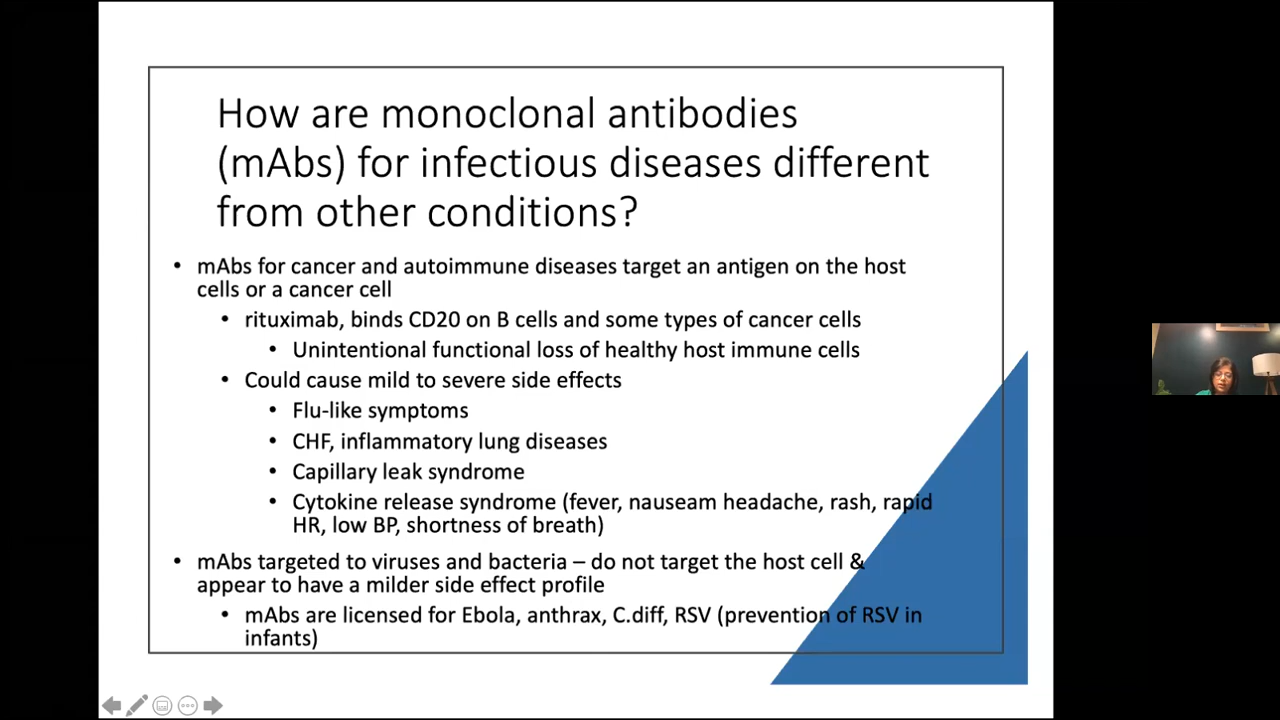 How are monoclonal antibodies
(mAbs) for infectious diseases different
from other conditions?
• mAbs for cancer and autoimmune diseases target an antigen on the host
cells or a cancer cell
• rituximab, binds CD20 on B cells and some types of cancer cells
• Unintentional functional loss of healthy host immune cells
• Could cause mild to severe side effects
• Flu-like symptoms
• CHF, inflammatory lung diseases
• Capillary leak syndrome
• Cytokine release syndrome (fever, nauseam headache, rash, rapid
HR, low BP, shortness of breath)
• mAbs targeted to viruses and bacteria – do not target the host cell &
appear to have a milder side effect profile
• mAbs are licensed for Ebola, anthrax, C.diff, RSV (prevention of RSV in
infants)